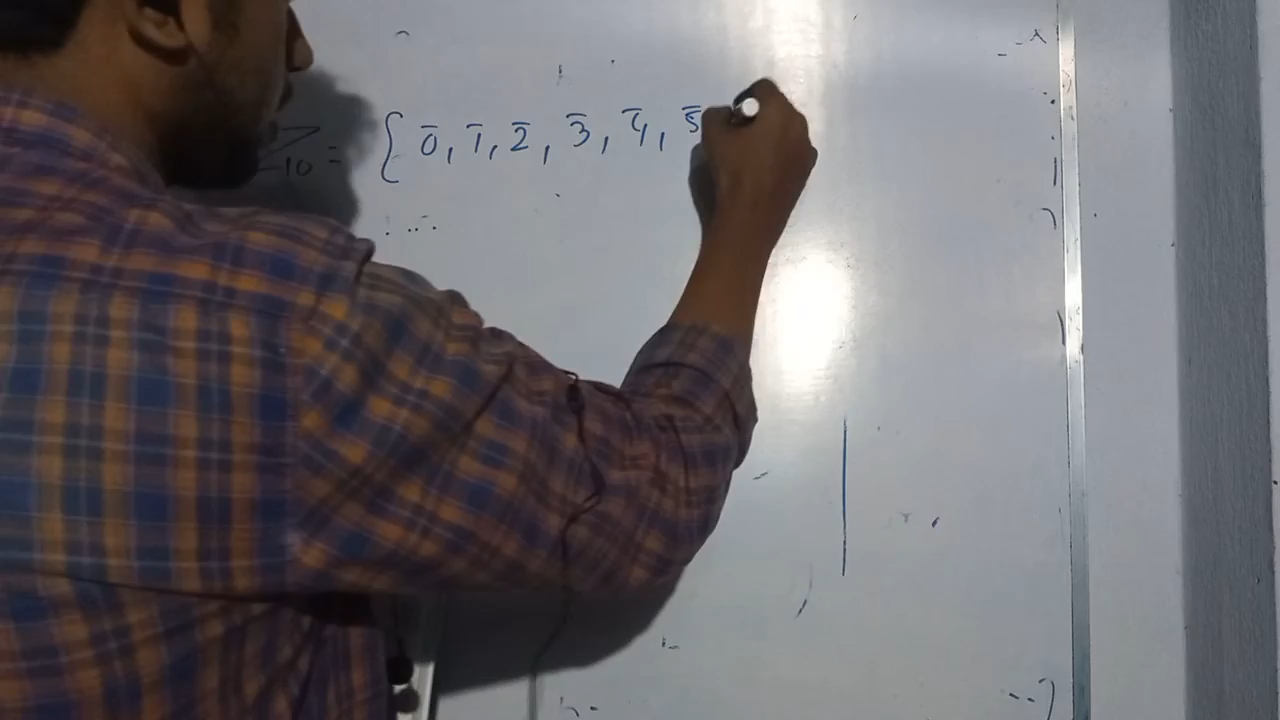 ℤ₁₀ = { 0̅, 1̅, 2̅, 3̅, 4̅, 5̅